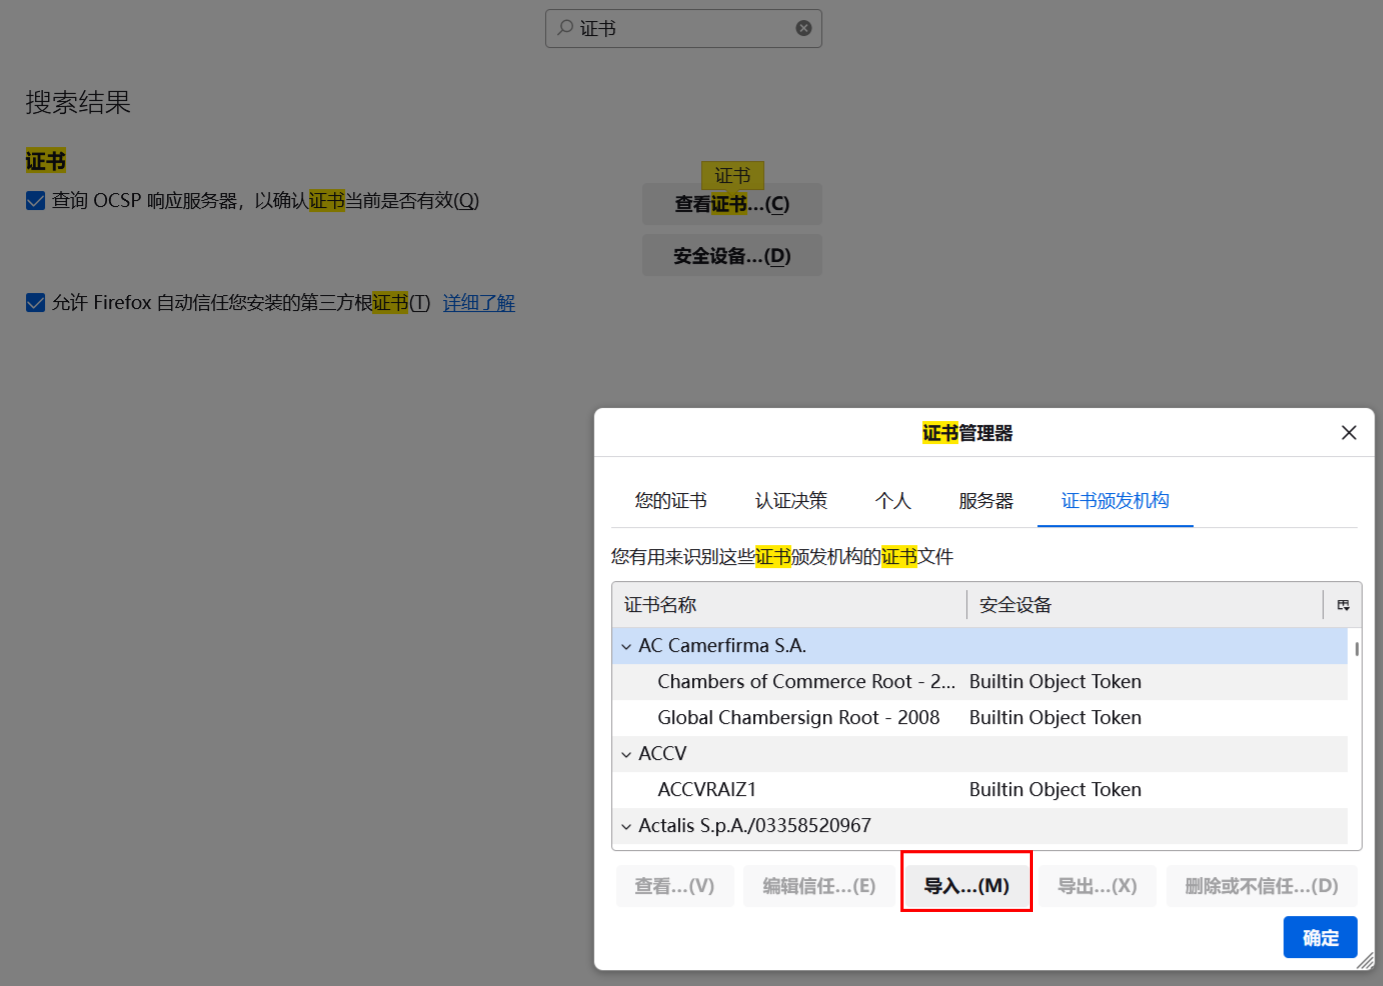 证书
搜索结果
证书
查询 OCSP 响应服务器，以确认证书当前是否有效(Q)
证书
查看证书...(C)
安全设备...(D)
允许 Firefox 自动信任您安装的第三方根证书(T) 详细了解
证书管理器
您的证书 认证决策 个人 服务器 证书颁发机构
您有用来识别这些证书颁发机构的证书文件
证书名称 安全设备
AC Camerfirma S.A.
Chambers of Commerce Root - 2... Builtin Object Token
Global Chambersign Root - 2008 Builtin Object Token
ACCV
ACCVRAIZ1 Builtin Object Token
Actalis S.p.A./03358520967
查看...(V) 编辑信任...(E) 导入...(M) 导出...(X) 删除或不信任...(D)
确定